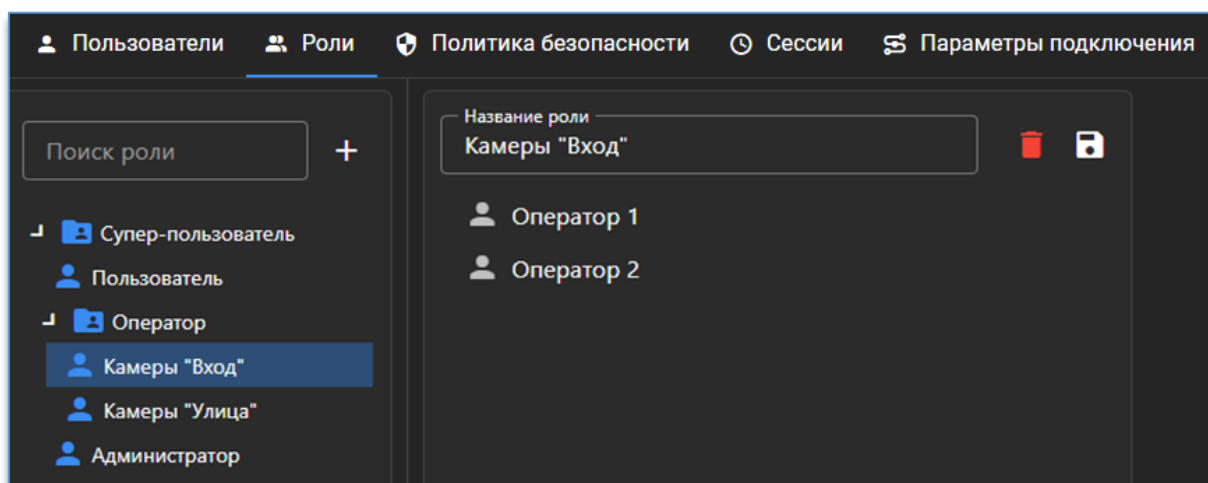 Пользователи Роли Политика безопасности Сессии Параметры подключения
Поиск роли
Супер-пользователь
Пользователь
Оператор
Камеры "Вход"
Камеры "Улица"
Администратор
Название роли
Камеры "Вход"
Оператор 1
Оператор 2